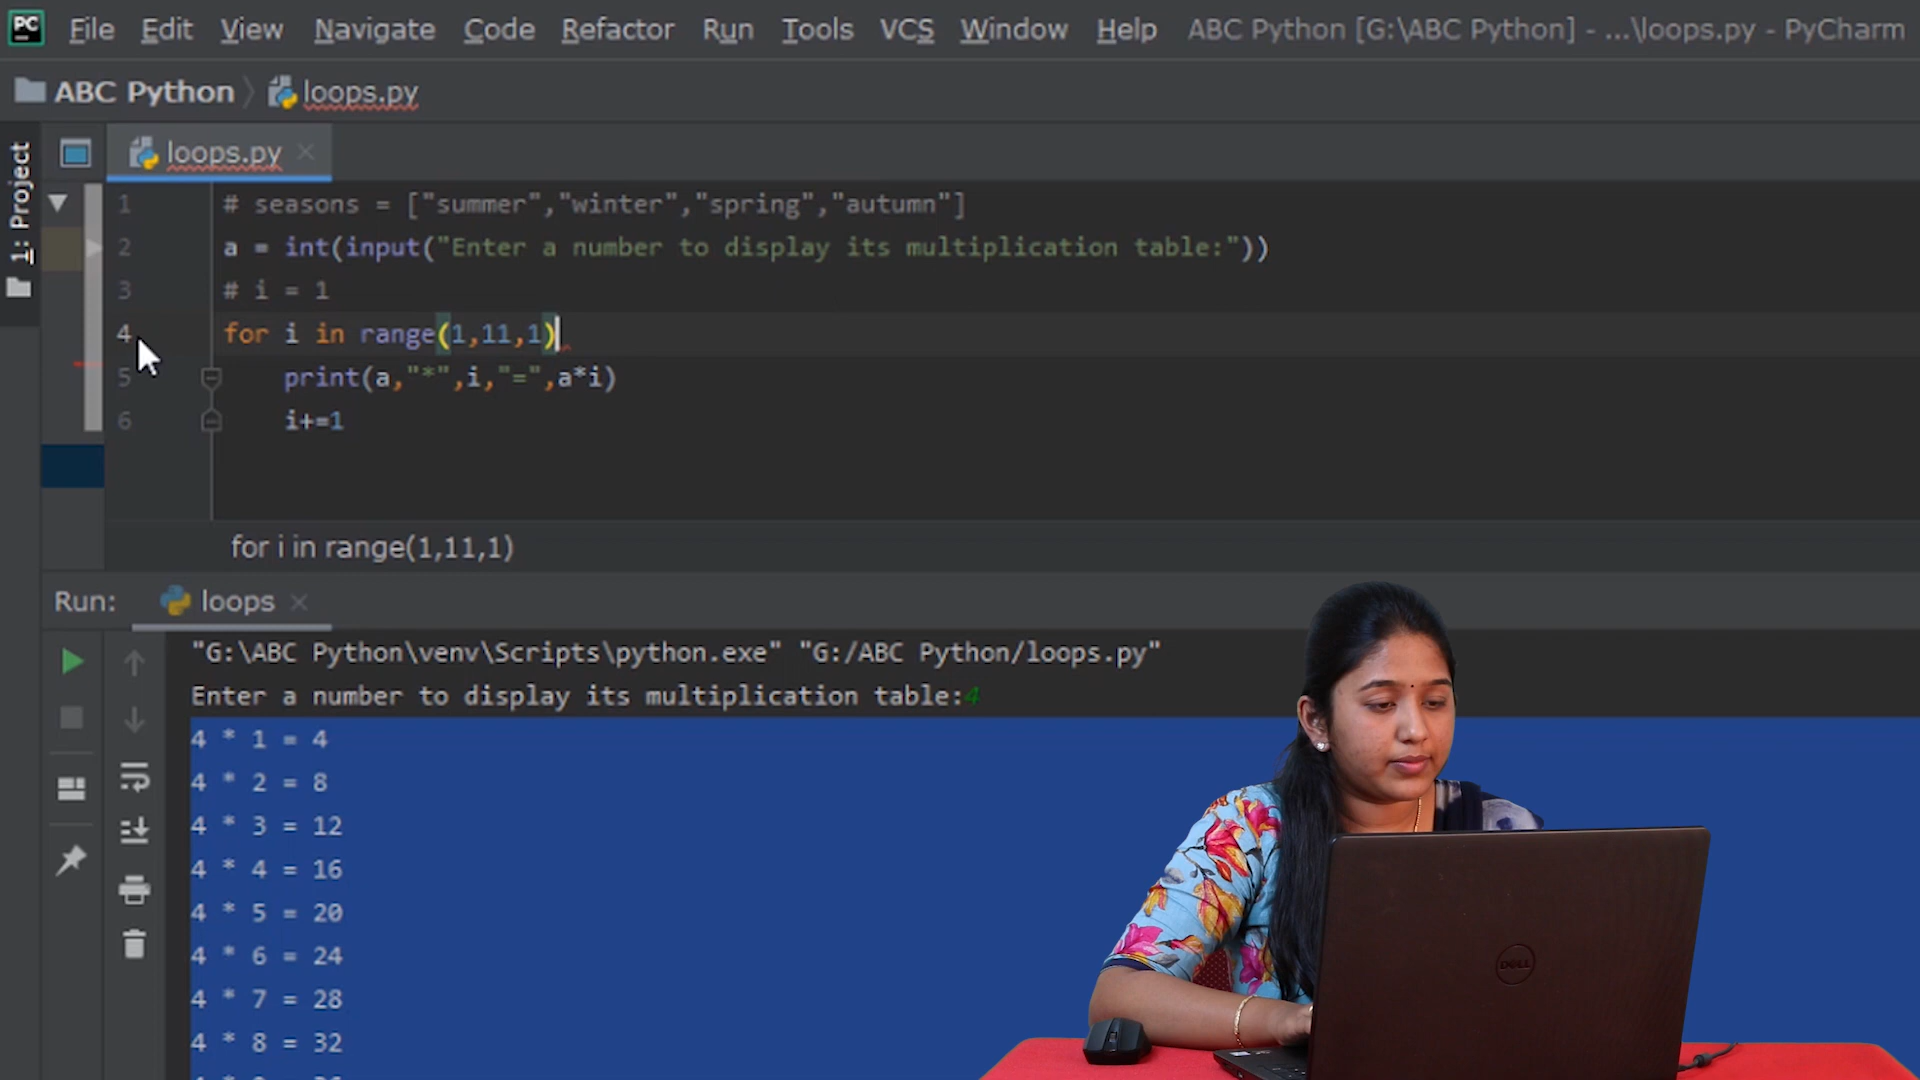 PC File Edit View Navigate Code Refactor Run Tools VCS Window Help ABC Python [G:\ABC Python] - ...\loops.py - PyCharm
ABC Python loops.py
1: Project
loops.py
1 # seasons = ["summer","winter","spring","autumn"]
2 a = int(input("Enter a number to display its multiplication table:"))
3 # i = 1
4 for i in range(1,11,1)
5 print(a,"*",i,"=",a*i)
6 i+=1
for i in range(1,11,1)
Run: loops
"G:\ABC Python\venv\Scripts\python.exe" "G:/ABC Python/loops.py"
Enter a number to display its multiplication table:4
4 * 1 = 4
4 * 2 = 8
4 * 3 = 12
4 * 4 = 16
4 * 5 = 20
4 * 6 = 24
4 * 7 = 28
4 * 8 = 32
DELL